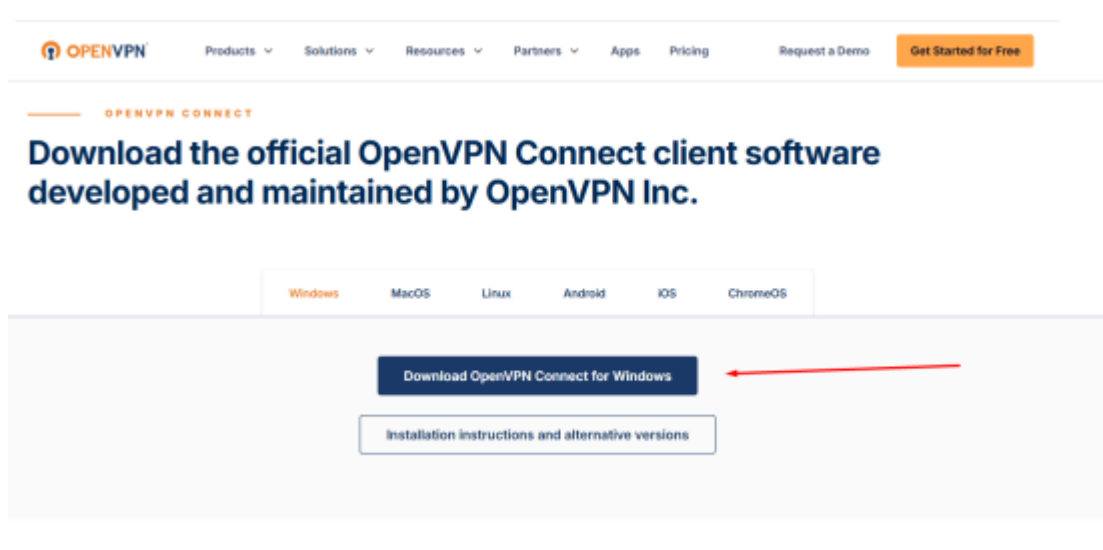 OPENVPN Products Solutions Resources Partners Apps Pricing Request a Demo Get Started for Free
OPENVPN CONNECT
Download the official OpenVPN Connect client software
developed and maintained by OpenVPN Inc.
Windows MacOS Linux Android iOS ChromeOS
Download OpenVPN Connect for Windows
Installation instructions and alternative versions